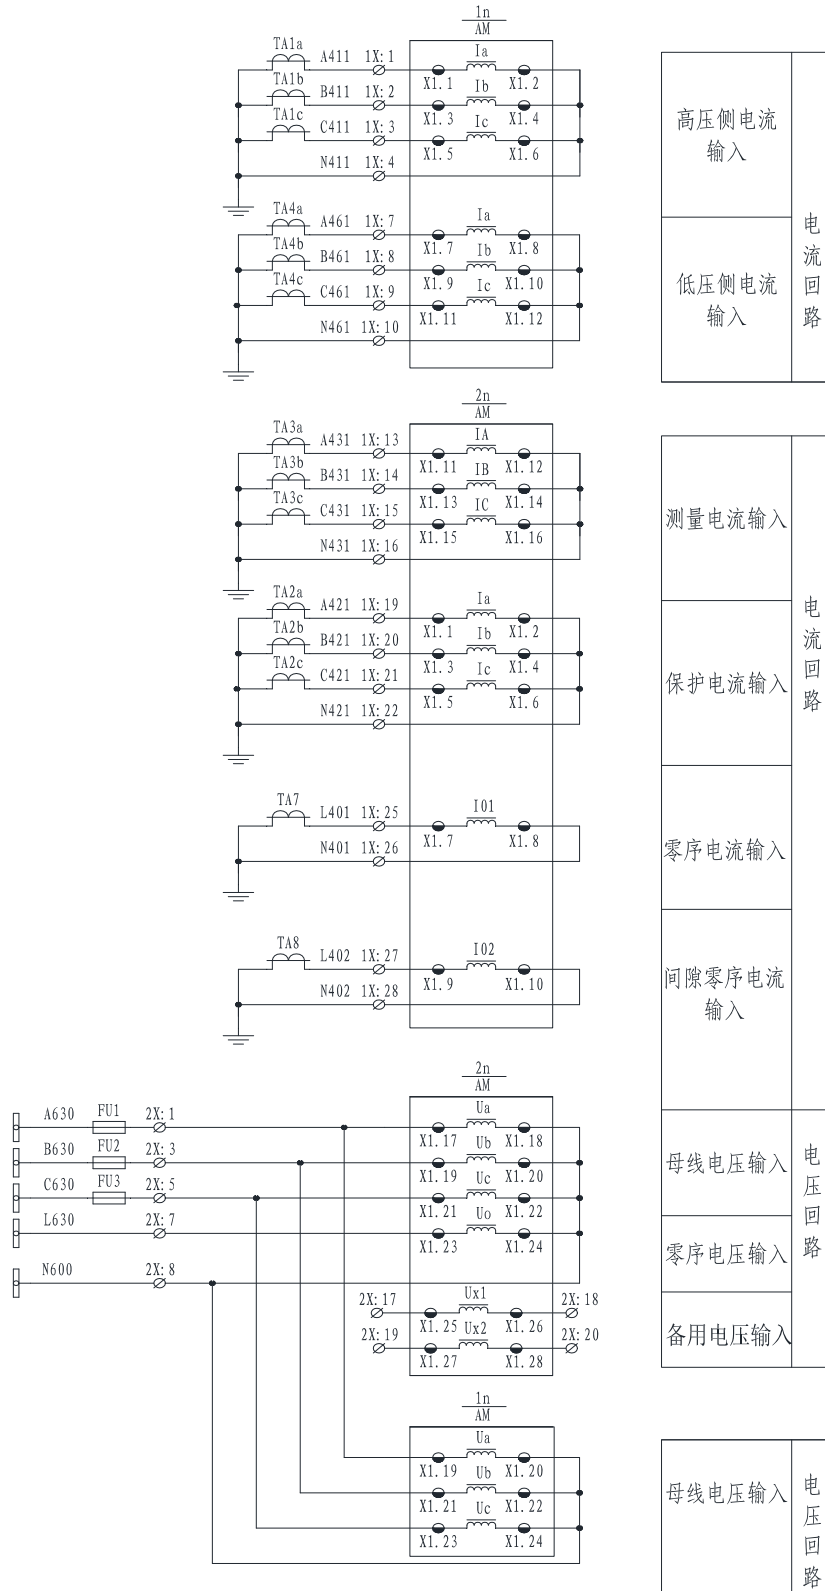 1n
AM
TA1a A411 1X:1 Ia
X1.1 X1.2
TA1b B411 1X:2 Ib
X1.3 X1.4
TA1c C411 1X:3 Ic
X1.5 X1.6
N411 1X:4
高压侧电流
输入
TA4a A461 1X:7 Ia
X1.7 X1.8
TA4b B461 1X:8 Ib
X1.9 X1.10
TA4c C461 1X:9 Ic
X1.11 X1.12
N461 1X:10
低压侧电流
输入
电
流
回
路
2n
AM
TA3a A431 1X:13 IA
X1.11 X1.12
TA3b B431 1X:14 IB
X1.13 X1.14
TA3c C431 1X:15 IC
X1.15 X1.16
N431 1X:16
测量电流输入
TA2a A421 1X:19 Ia
X1.1 X1.2
TA2b B421 1X:20 Ib
X1.3 X1.4
TA2c C421 1X:21 Ic
X1.5 X1.6
N421 1X:22
保护电流输入
电
流
回
路
TA7 L401 1X:25 I01
X1.7 X1.8
N401 1X:26
零序电流输入
TA8 L402 1X:27 I02
X1.9 X1.10
N402 1X:28
间隙零序电流
输入
2n
AM
A630 FU1 2X:1 Ua
X1.17 X1.18
B630 FU2 2X:3 Ub
X1.19 X1.20
C630 FU3 2X:5 Uc
X1.21 X1.22
L630 2X:7 Uo
X1.23 X1.24
N600 2X:8
母线电压输入
零序电压输入
电
压
回
路
2X:17 Ux1 2X:18
X1.25 X1.26
2X:19 Ux2 2X:20
X1.27 X1.28
备用电压输入
1n
AM
Ua
X1.19 X1.20
Ub
X1.21 X1.22
Uc
X1.23 X1.24
母线电压输入
电
压
回
路